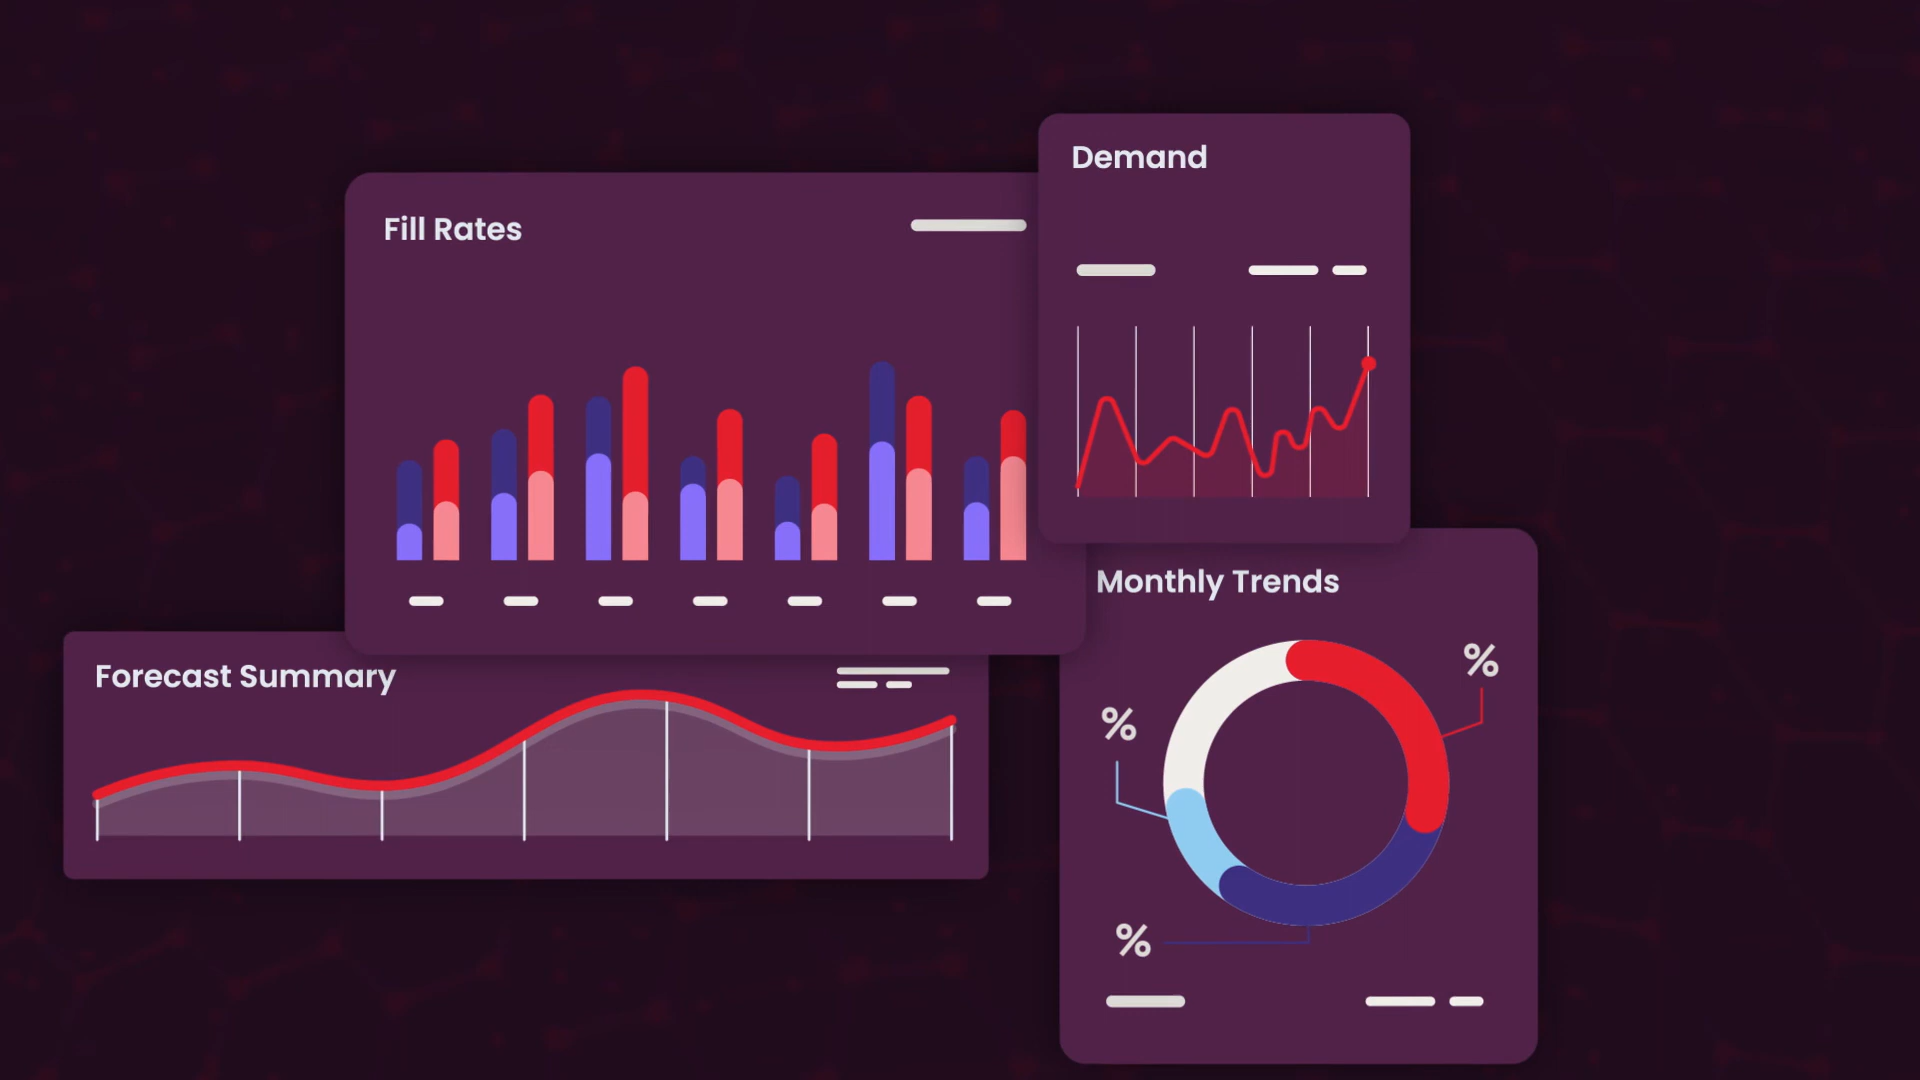 Demand
Fill Rates
Monthly Trends
%
%
%
Forecast Summary